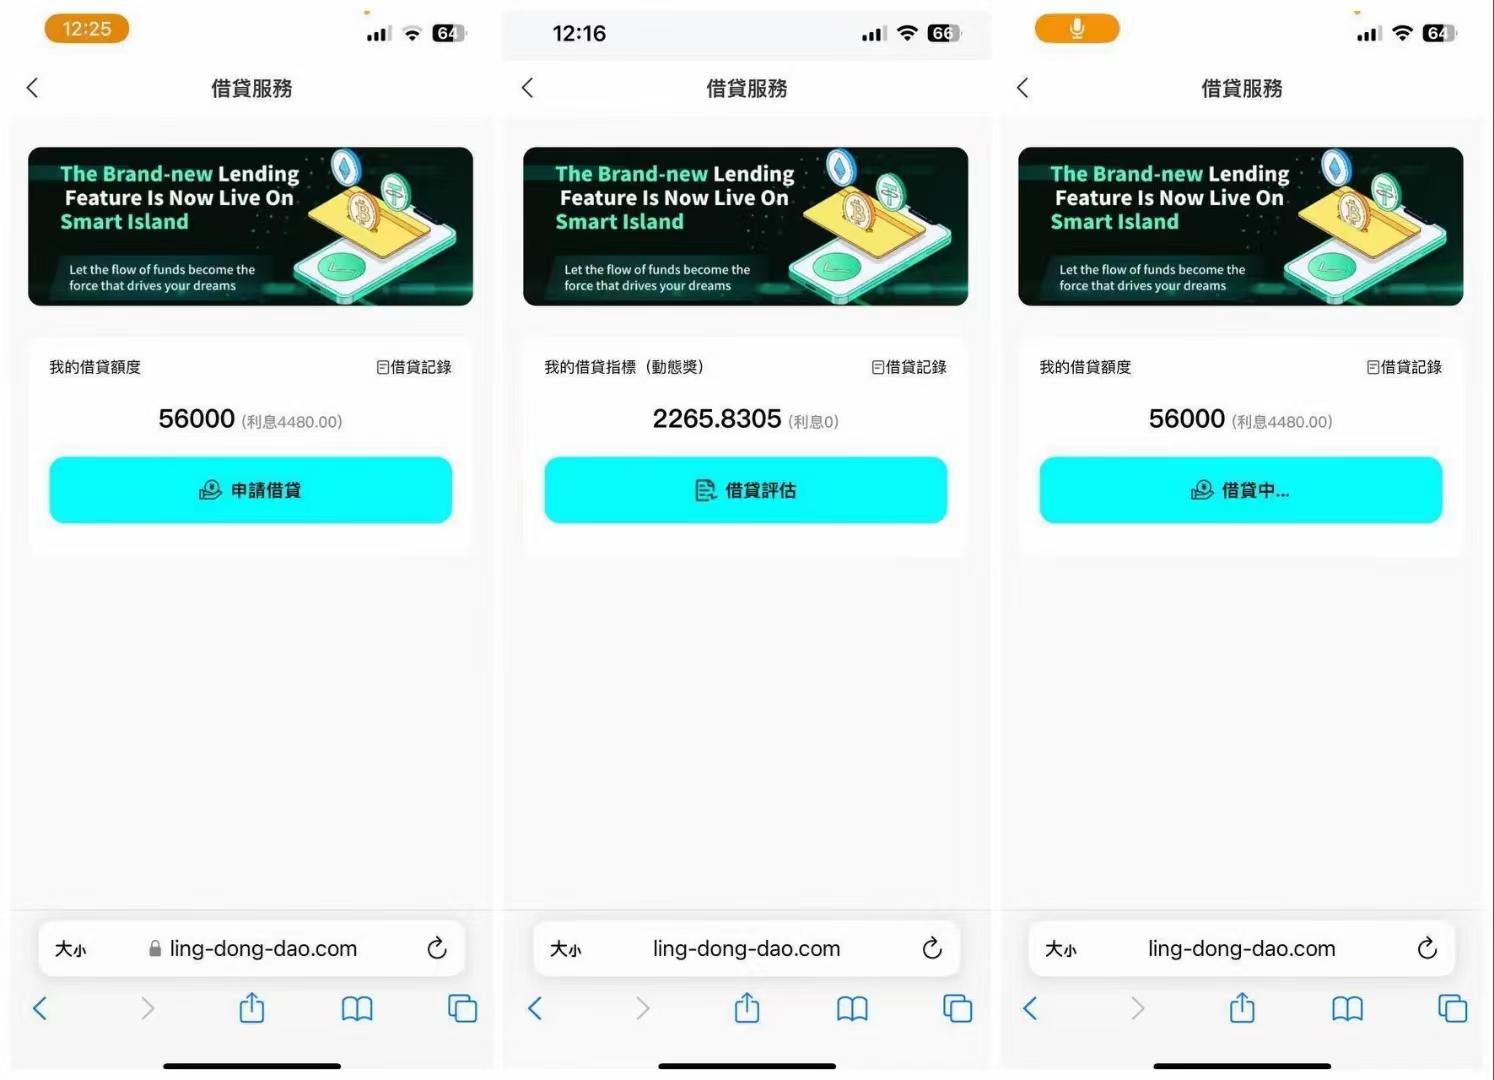 12:25
64
借貸服務
The Brand-new Lending
Feature Is Now Live On
Smart Island
Let the flow of funds become the
force that drives your dreams
我的借貸額度
借貸記錄
56000 (利息4480.00)
申請借貸
大小
ling-dong-dao.com
12:16
66
借貸服務
The Brand-new Lending
Feature Is Now Live On
Smart Island
Let the flow of funds become the
force that drives your dreams
我的借貸指標（動態獎）
借貸記錄
2265.8305 (利息0)
借貸評估
大小
ling-dong-dao.com
64
借貸服務
The Brand-new Lending
Feature Is Now Live On
Smart Island
Let the flow of funds become the
force that drives your dreams
我的借貸額度
借貸記錄
56000 (利息4480.00)
借貸中...
大小
ling-dong-dao.com